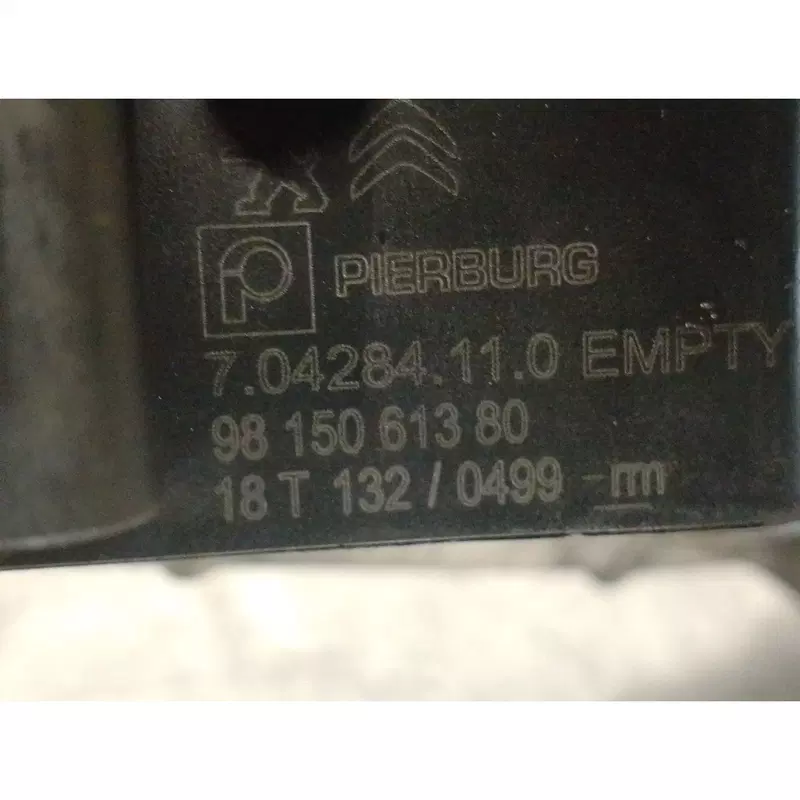 PIERBURG
7.04284.11.0 EMPTY
98 150 613 80
18 T 132 / 0499